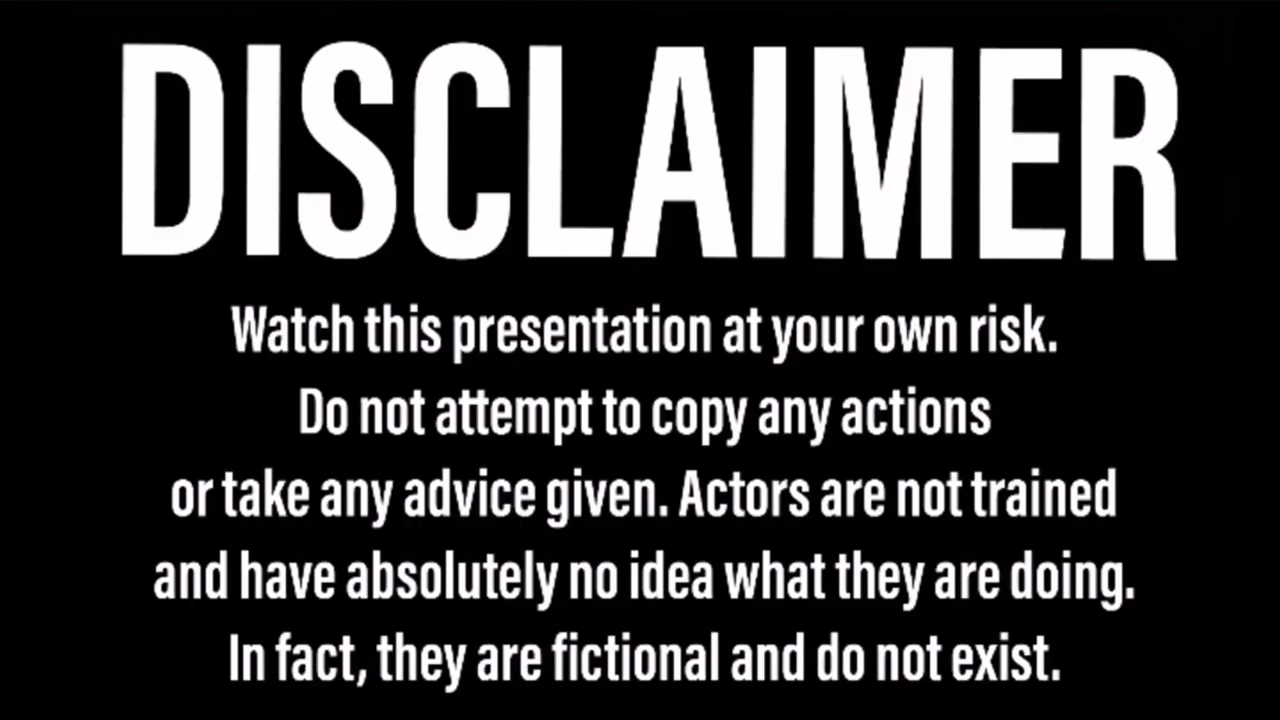 DISCLAIMER
Watch this presentation at your own risk.
Do not attempt to copy any actions
or take any advice given. Actors are not trained
and have absolutely no idea what they are doing.
In fact, they are fictional and do not exist.